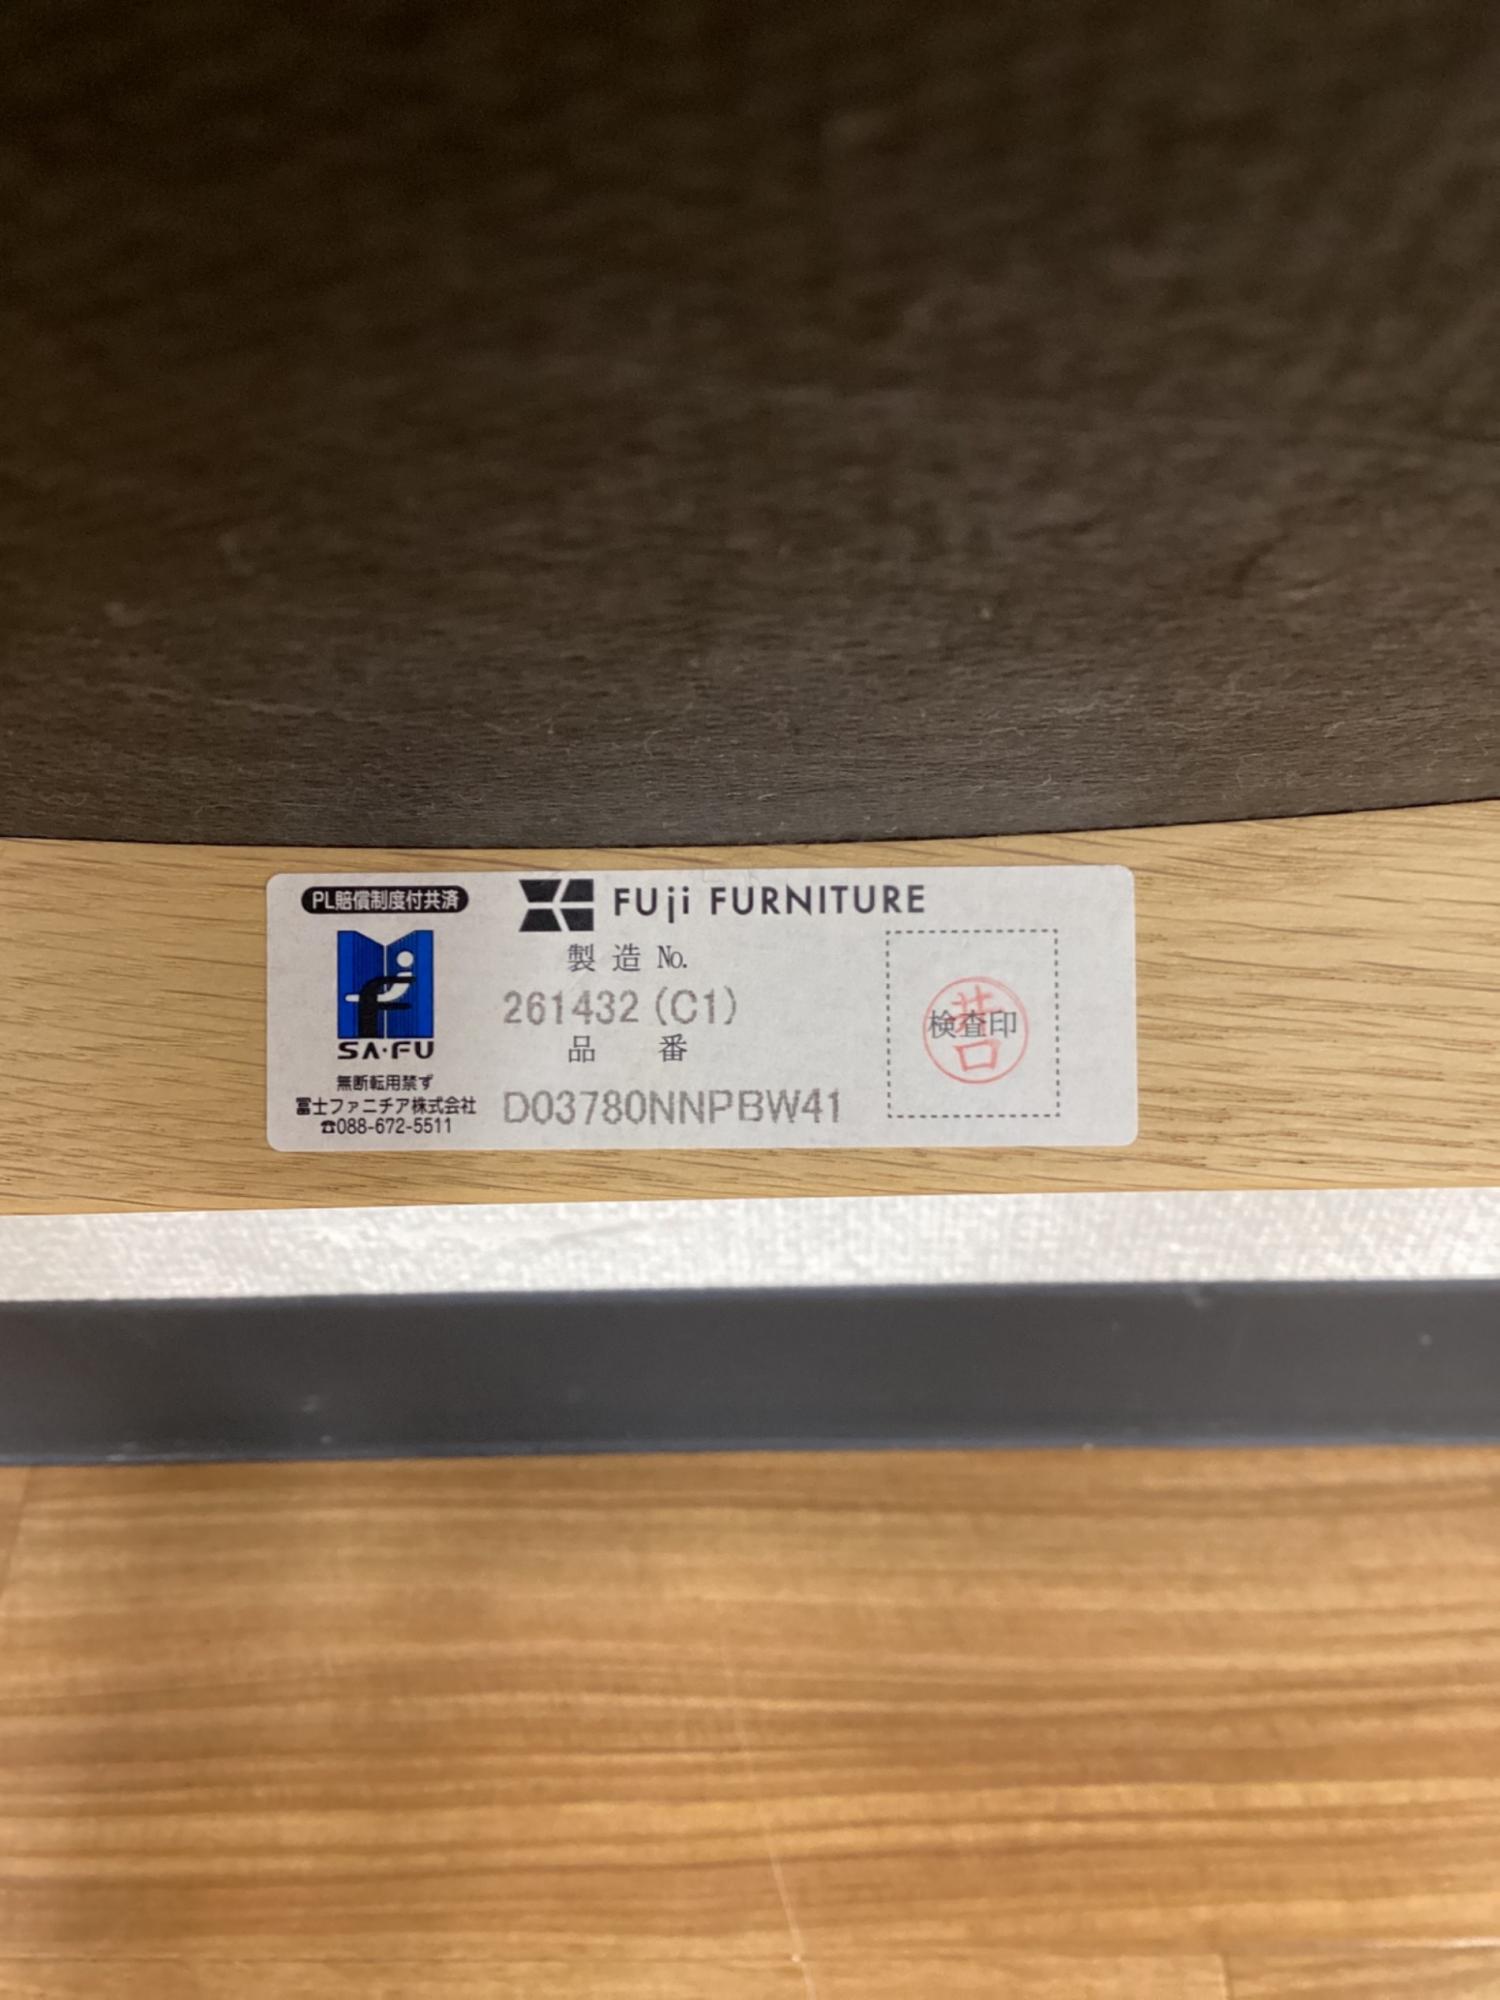 PL賠償制度付共済
SA・FU
無断転用禁ず
冨士ファニチア株式会社
☎088-672-5511
FUji FURNITURE
製造 No.
261432 (C1)
品番
D03780NNPBW41
検査印